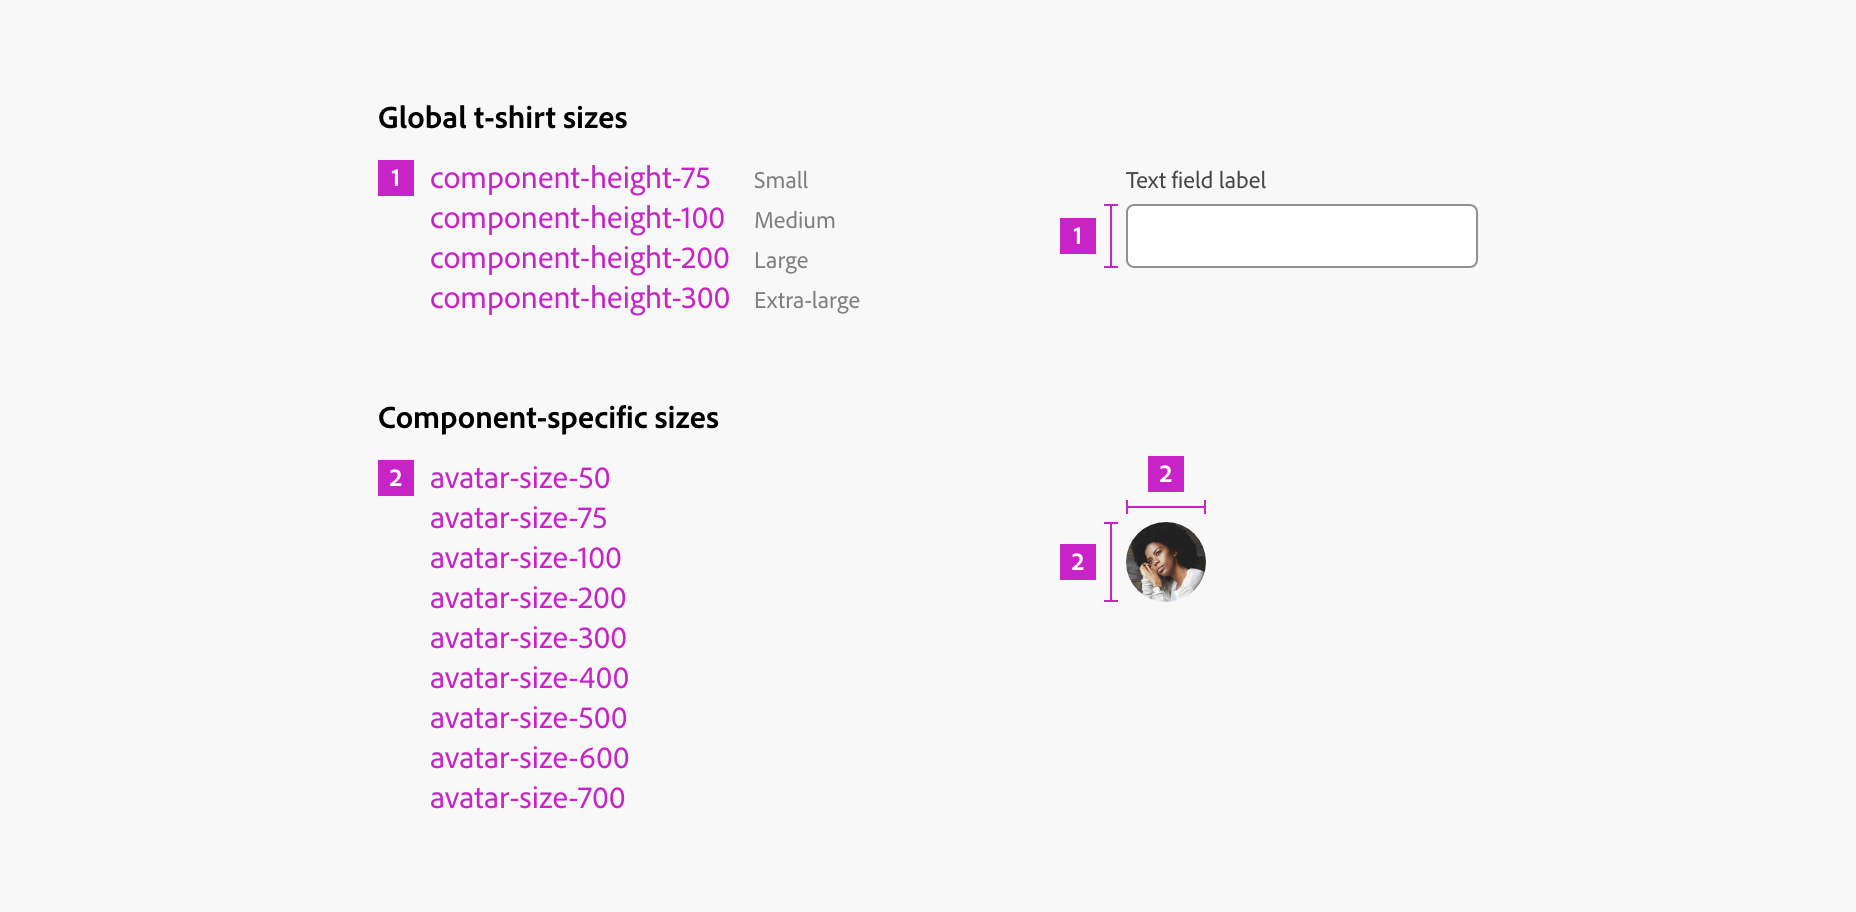 Global t-shirt sizes
1 component-height-75 Small
component-height-100 Medium
component-height-200 Large
component-height-300 Extra-large
Text field label
1
Component-specific sizes
2 avatar-size-50
avatar-size-75
avatar-size-100
avatar-size-200
avatar-size-300
avatar-size-400
avatar-size-500
avatar-size-600
avatar-size-700
2
2